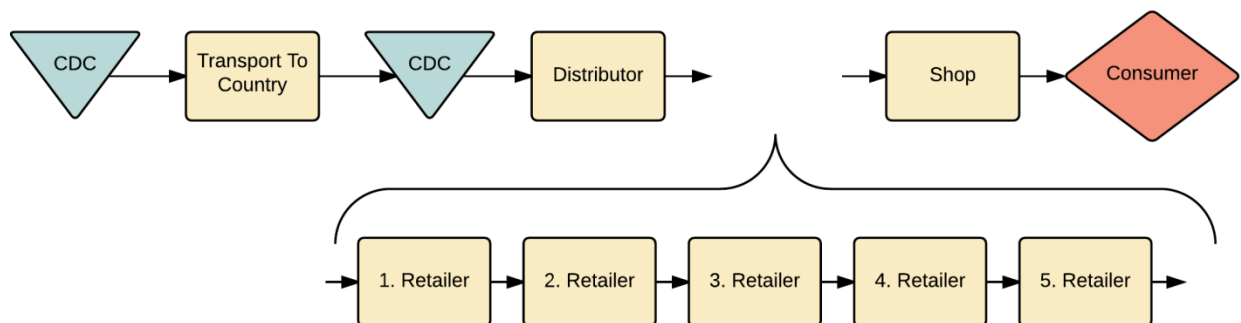 CDC
Transport To
Country
CDC
Distributor
Shop
Consumer
1. Retailer
2. Retailer
3. Retailer
4. Retailer
5. Retailer